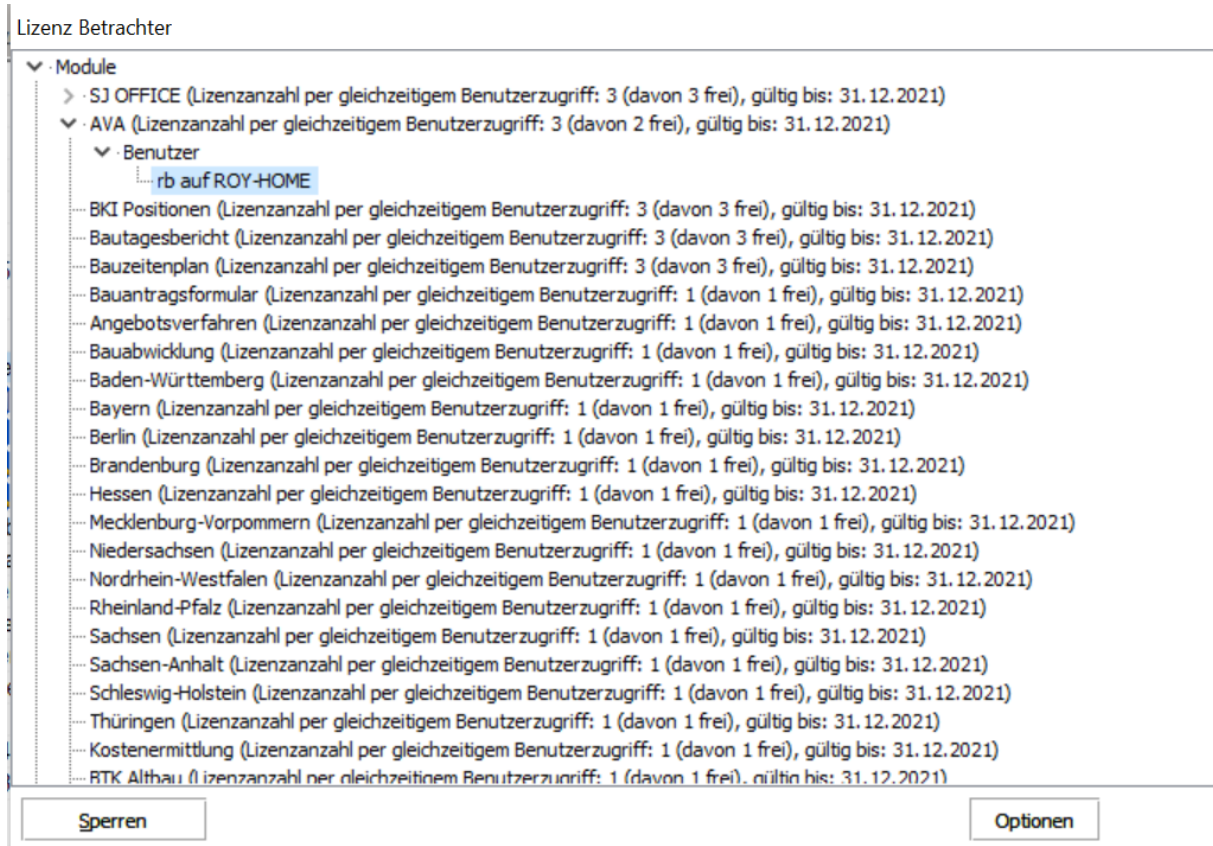 Lizenz Betrachter
Module
SJ OFFICE (Lizenzanzahl per gleichzeitigem Benutzerzugriff: 3 (davon 3 frei), gültig bis: 31.12.2021)
AVA (Lizenzanzahl per gleichzeitigem Benutzerzugriff: 3 (davon 2 frei), gültig bis: 31.12.2021)
Benutzer
rb auf ROY-HOME
BKI Positionen (Lizenzanzahl per gleichzeitigem Benutzerzugriff: 3 (davon 3 frei), gültig bis: 31.12.2021)
Bautagesbericht (Lizenzanzahl per gleichzeitigem Benutzerzugriff: 3 (davon 3 frei), gültig bis: 31.12.2021)
Bauzeitenplan (Lizenzanzahl per gleichzeitigem Benutzerzugriff: 3 (davon 3 frei), gültig bis: 31.12.2021)
Bauantragsformular (Lizenzanzahl per gleichzeitigem Benutzerzugriff: 1 (davon 1 frei), gültig bis: 31.12.2021)
Angebotsverfahren (Lizenzanzahl per gleichzeitigem Benutzerzugriff: 1 (davon 1 frei), gültig bis: 31.12.2021)
Bauabwicklung (Lizenzanzahl per gleichzeitigem Benutzerzugriff: 1 (davon 1 frei), gültig bis: 31.12.2021)
Baden-Württemberg (Lizenzanzahl per gleichzeitigem Benutzerzugriff: 1 (davon 1 frei), gültig bis: 31.12.2021)
Bayern (Lizenzanzahl per gleichzeitigem Benutzerzugriff: 1 (davon 1 frei), gültig bis: 31.12.2021)
Berlin (Lizenzanzahl per gleichzeitigem Benutzerzugriff: 1 (davon 1 frei), gültig bis: 31.12.2021)
Brandenburg (Lizenzanzahl per gleichzeitigem Benutzerzugriff: 1 (davon 1 frei), gültig bis: 31.12.2021)
Hessen (Lizenzanzahl per gleichzeitigem Benutzerzugriff: 1 (davon 1 frei), gültig bis: 31.12.2021)
Mecklenburg-Vorpommern (Lizenzanzahl per gleichzeitigem Benutzerzugriff: 1 (davon 1 frei), gültig bis: 31.12.2021)
Niedersachsen (Lizenzanzahl per gleichzeitigem Benutzerzugriff: 1 (davon 1 frei), gültig bis: 31.12.2021)
Nordrhein-Westfalen (Lizenzanzahl per gleichzeitigem Benutzerzugriff: 1 (davon 1 frei), gültig bis: 31.12.2021)
Rheinland-Pfalz (Lizenzanzahl per gleichzeitigem Benutzerzugriff: 1 (davon 1 frei), gültig bis: 31.12.2021)
Sachsen (Lizenzanzahl per gleichzeitigem Benutzerzugriff: 1 (davon 1 frei), gültig bis: 31.12.2021)
Sachsen-Anhalt (Lizenzanzahl per gleichzeitigem Benutzerzugriff: 1 (davon 1 frei), gültig bis: 31.12.2021)
Schleswig-Holstein (Lizenzanzahl per gleichzeitigem Benutzerzugriff: 1 (davon 1 frei), gültig bis: 31.12.2021)
Thüringen (Lizenzanzahl per gleichzeitigem Benutzerzugriff: 1 (davon 1 frei), gültig bis: 31.12.2021)
Kostenermittlung (Lizenzanzahl per gleichzeitigem Benutzerzugriff: 1 (davon 1 frei), gültig bis: 31.12.2021)
BTK Altbau (Lizenzanzahl per gleichzeitigem Benutzerzugriff: 1 (davon 1 frei), gültig bis: 31.12.2021)
Sperren Optionen